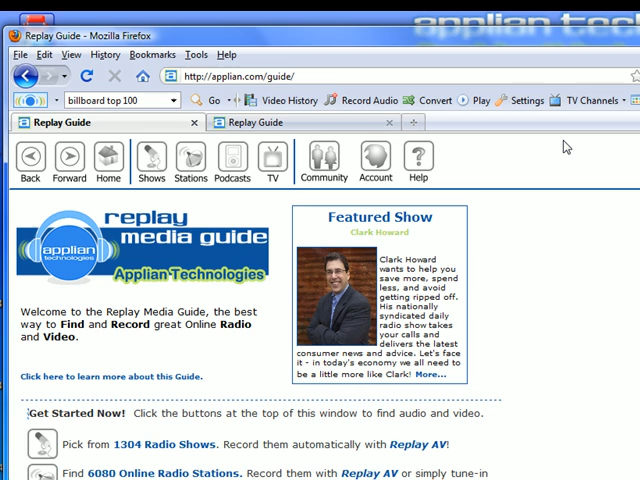 applian tech
Replay Guide - Mozilla Firefox
File Edit View History Bookmarks Tools Help
http://applian.com/guide/
billboard top 100 Go Video History Record Audio Convert Play Settings TV Channels
Replay Guide Replay Guide
Back Forward Home Shows Stations Podcasts TV Community Account Help
replay
media guide
applian
technologies
Applian Technologies
Welcome to the Replay Media Guide, the best
way to Find and Record great Online Radio
and Video.
Click here to learn more about this Guide.
Featured Show
Clark Howard
Clark Howard
wants to help you
save more, spend
less, and avoid
getting ripped off.
His nationally
syndicated daily
radio show takes
your calls and
delivers the latest
consumer news and advice. Let's face
it - in today's economy we all need to
be a little more like Clark! More...
Get Started Now! Click the buttons at the top of this window to find audio and video.
Pick from 1304 Radio Shows. Record them automatically with Replay AV!
Find 6080 Online Radio Stations. Record them with Replay AV or simply tune-in